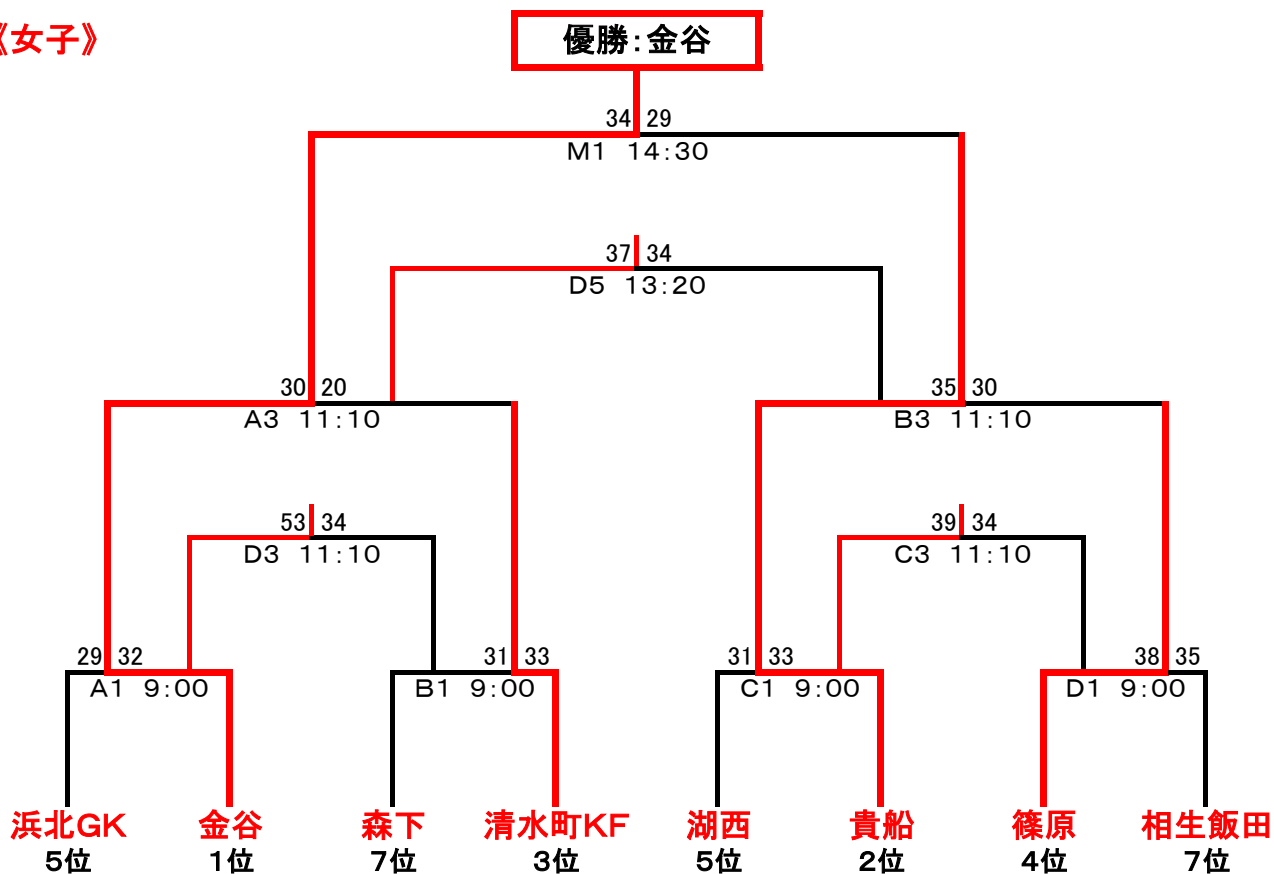 《女子》
優勝:金谷
34 29
M1 14:30
37 34
D5 13:20
30 20 35 30
A3 11:10 B3 11:10
53 34 39 34
D3 11:10 C3 11:10
29 32 31 33 31 33 38 35
A1 9:00 B1 9:00 C1 9:00 D1 9:00
浜北GK 金谷 森下 清水町KF 湖西 貴船 篠原 相生飯田
5位 1位 7位 3位 5位 2位 4位 7位